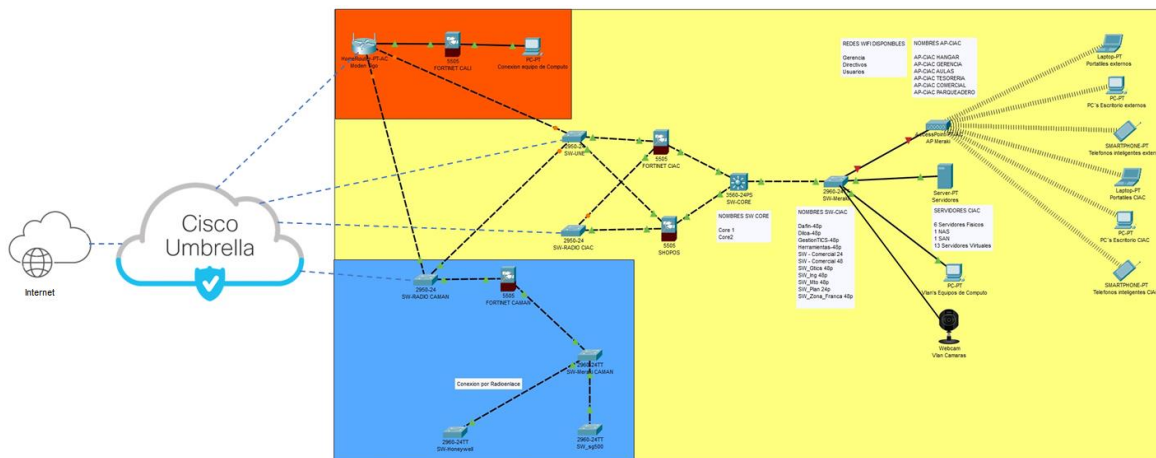 Internet
Cisco
Umbrella
HomeRouter-PT-AC
5505
FORTINET CALI
PC-PT
Conexion equipo de Computo
2950-24
SW-UNE
5505
FORTINET CIAC
2950-24
SW-RADIO CIAC
5505
SHOFOS
3560-24PS
SW-CORE
NOMBRES SW CORE
Core 1
Core2
2960-24
SW-Meraki
NOMBRES SW-CIAC
Dafin-48p
Diloa-48p
GestionTICS-48p
Herramientas-48p
SW - Comercial 24
SW - Comercial 48
SW_Gtics 48p
SW_Ing 48p
SW_Mto 48p
SW_Plan 24p
SW_Zona_Franca 48p
REDES WIFI DISPONIBLES
Gerencia
Directivos
Usuarios
NOMBRES AP-CIAC
AP-CIAC HANGAR
AP-CIAC GERENCIA
AP-CIAC AULAS
AP-CIAC TESORERIA
AP-CIAC COMERCIAL
AP-CIAC PARQUEADERO
AccessPoint-PT-AC
AP Meraki
Server-PT
Servidores
SERVIDORES CIAC
6 Servidores Fisicos
1 NAS
1 SAN
13 Servidores Virtuales
PC-PT
Vlan's Equipos de Computo
Webcam
Vlan Camaras
Laptop-PT
Portatiles externos
PC-PT
PC´s Escritorio externos
SMARTPHONE-PT
Telefonos inteligentes exter
Laptop-PT
Portatiles CIAC
PC-PT
PC´s Escritorio CIAC
SMARTPHONE-PT
Telefonos inteligentes CIAC
2950-24
SW-RADIO CAMAN
5505
FORTINET CAMAN
2960-24TT
SW-Meraki CAMAN
Conexion por Radioenlace
2960-24TT
SW-Honeywell
2960-24TT
SW_sg500